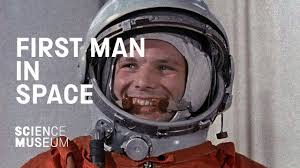 FIRST MAN
IN
SPACE
SCIENCE
MUSEUM